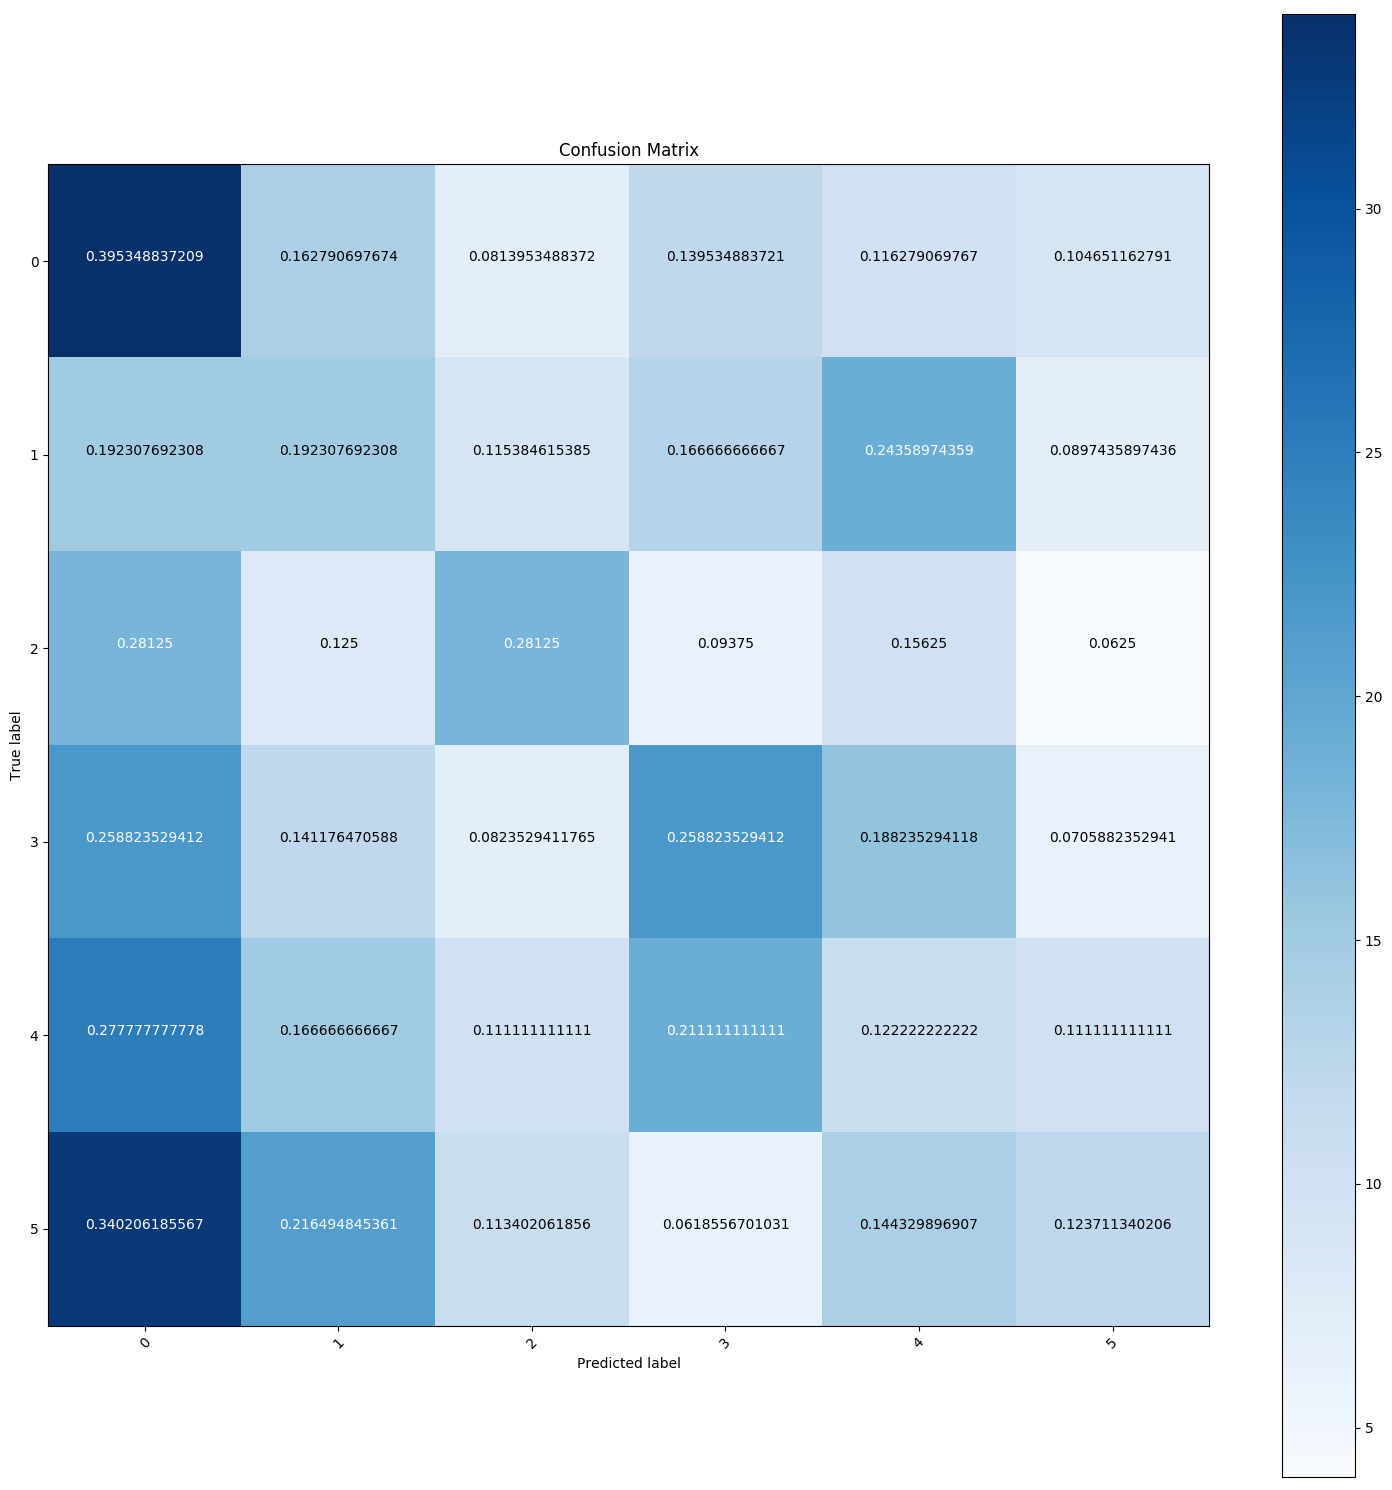 Confusion Matrix
0 0.395348837209 0.162790697674 0.0813953488372 0.139534883721 0.116279069767 0.104651162791
1 0.192307692308 0.192307692308 0.115384615385 0.166666666667 0.24358974359 0.0897435897436
2 0.28125 0.125 0.28125 0.09375 0.15625 0.0625
3 0.258823529412 0.141176470588 0.0823529411765 0.258823529412 0.188235294118 0.0705882352941
4 0.277777777778 0.166666666667 0.111111111111 0.211111111111 0.122222222222 0.111111111111
5 0.340206185567 0.216494845361 0.113402061856 0.0618556701031 0.144329896907 0.123711340206
0 1 2 3 4 5
Predicted label
True label
30
25
20
15
10
5